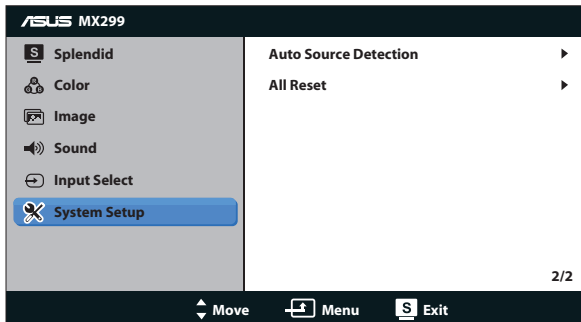 ASUS MX299
S Splendid
Color
Image
Sound
Input Select
System Setup
Auto Source Detection
All Reset
2/2
Move Menu S Exit